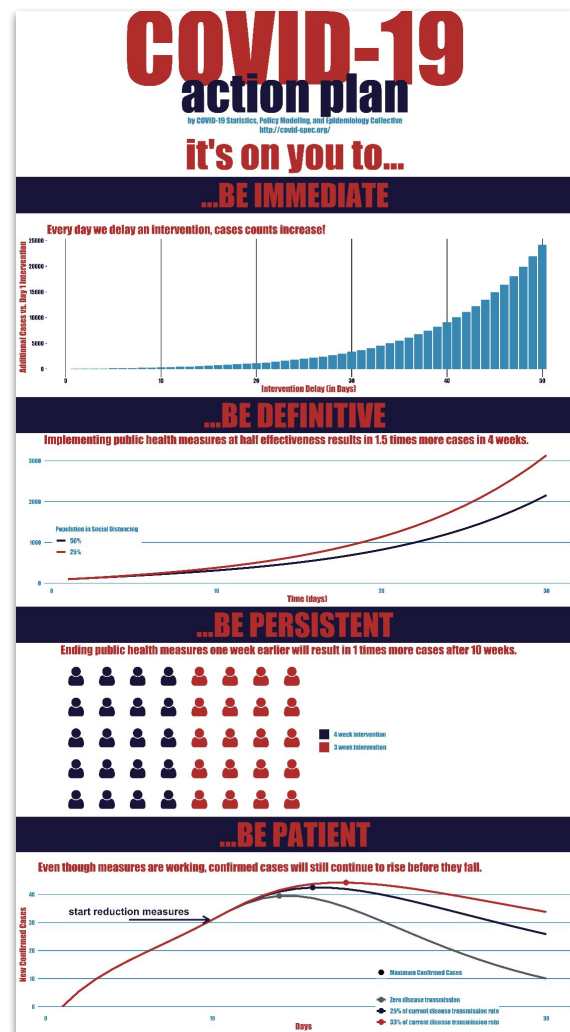 COVID-19
action plan
by COVID-19 Statistics, Policy Modeling, and Epidemiology Collective
http://covid-spec.org/
it's on you to...
...BE IMMEDIATE
Every day we delay an intervention, cases counts increase!
Additional Cases vs. Day 1 Intervention
25000
20000
15000
10000
5000
0
0 10 20 30 40 50
Intervention Delay (in Days)
...BE DEFINITIVE
Implementing public health measures at half effectiveness results in 1.5 times more cases in 4 weeks.
3000
2000
1000
0
Population in Social Distancing
50%
25%
0 10 20 30
Time (days)
...BE PERSISTENT
Ending public health measures one week earlier will result in 1 times more cases after 10 weeks.
4 week intervention
3 week intervention
...BE PATIENT
Even though measures are working, confirmed cases will still continue to rise before they fall.
New Confirmed Cases
40
30
20
10
0
start reduction measures
Maximum Confirmed Cases
Zero disease transmission
25% of current disease transmission rate
33% of current disease transmission rate
0 10 30
Days